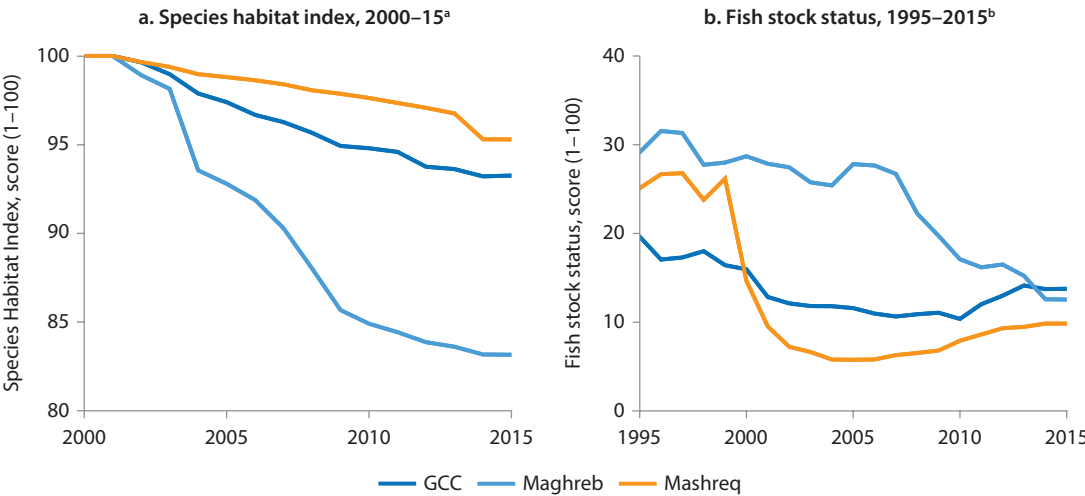 a. Species habitat index, 2000–15ᵃ
Species Habitat Index, score (1–100)
100
95
90
85
80
2000
2005
2010
2015
b. Fish stock status, 1995–2015ᵇ
Fish stock status, score (1–100)
40
30
20
10
0
1995
2000
2005
2010
2015
GCC
Maghreb
Mashreq